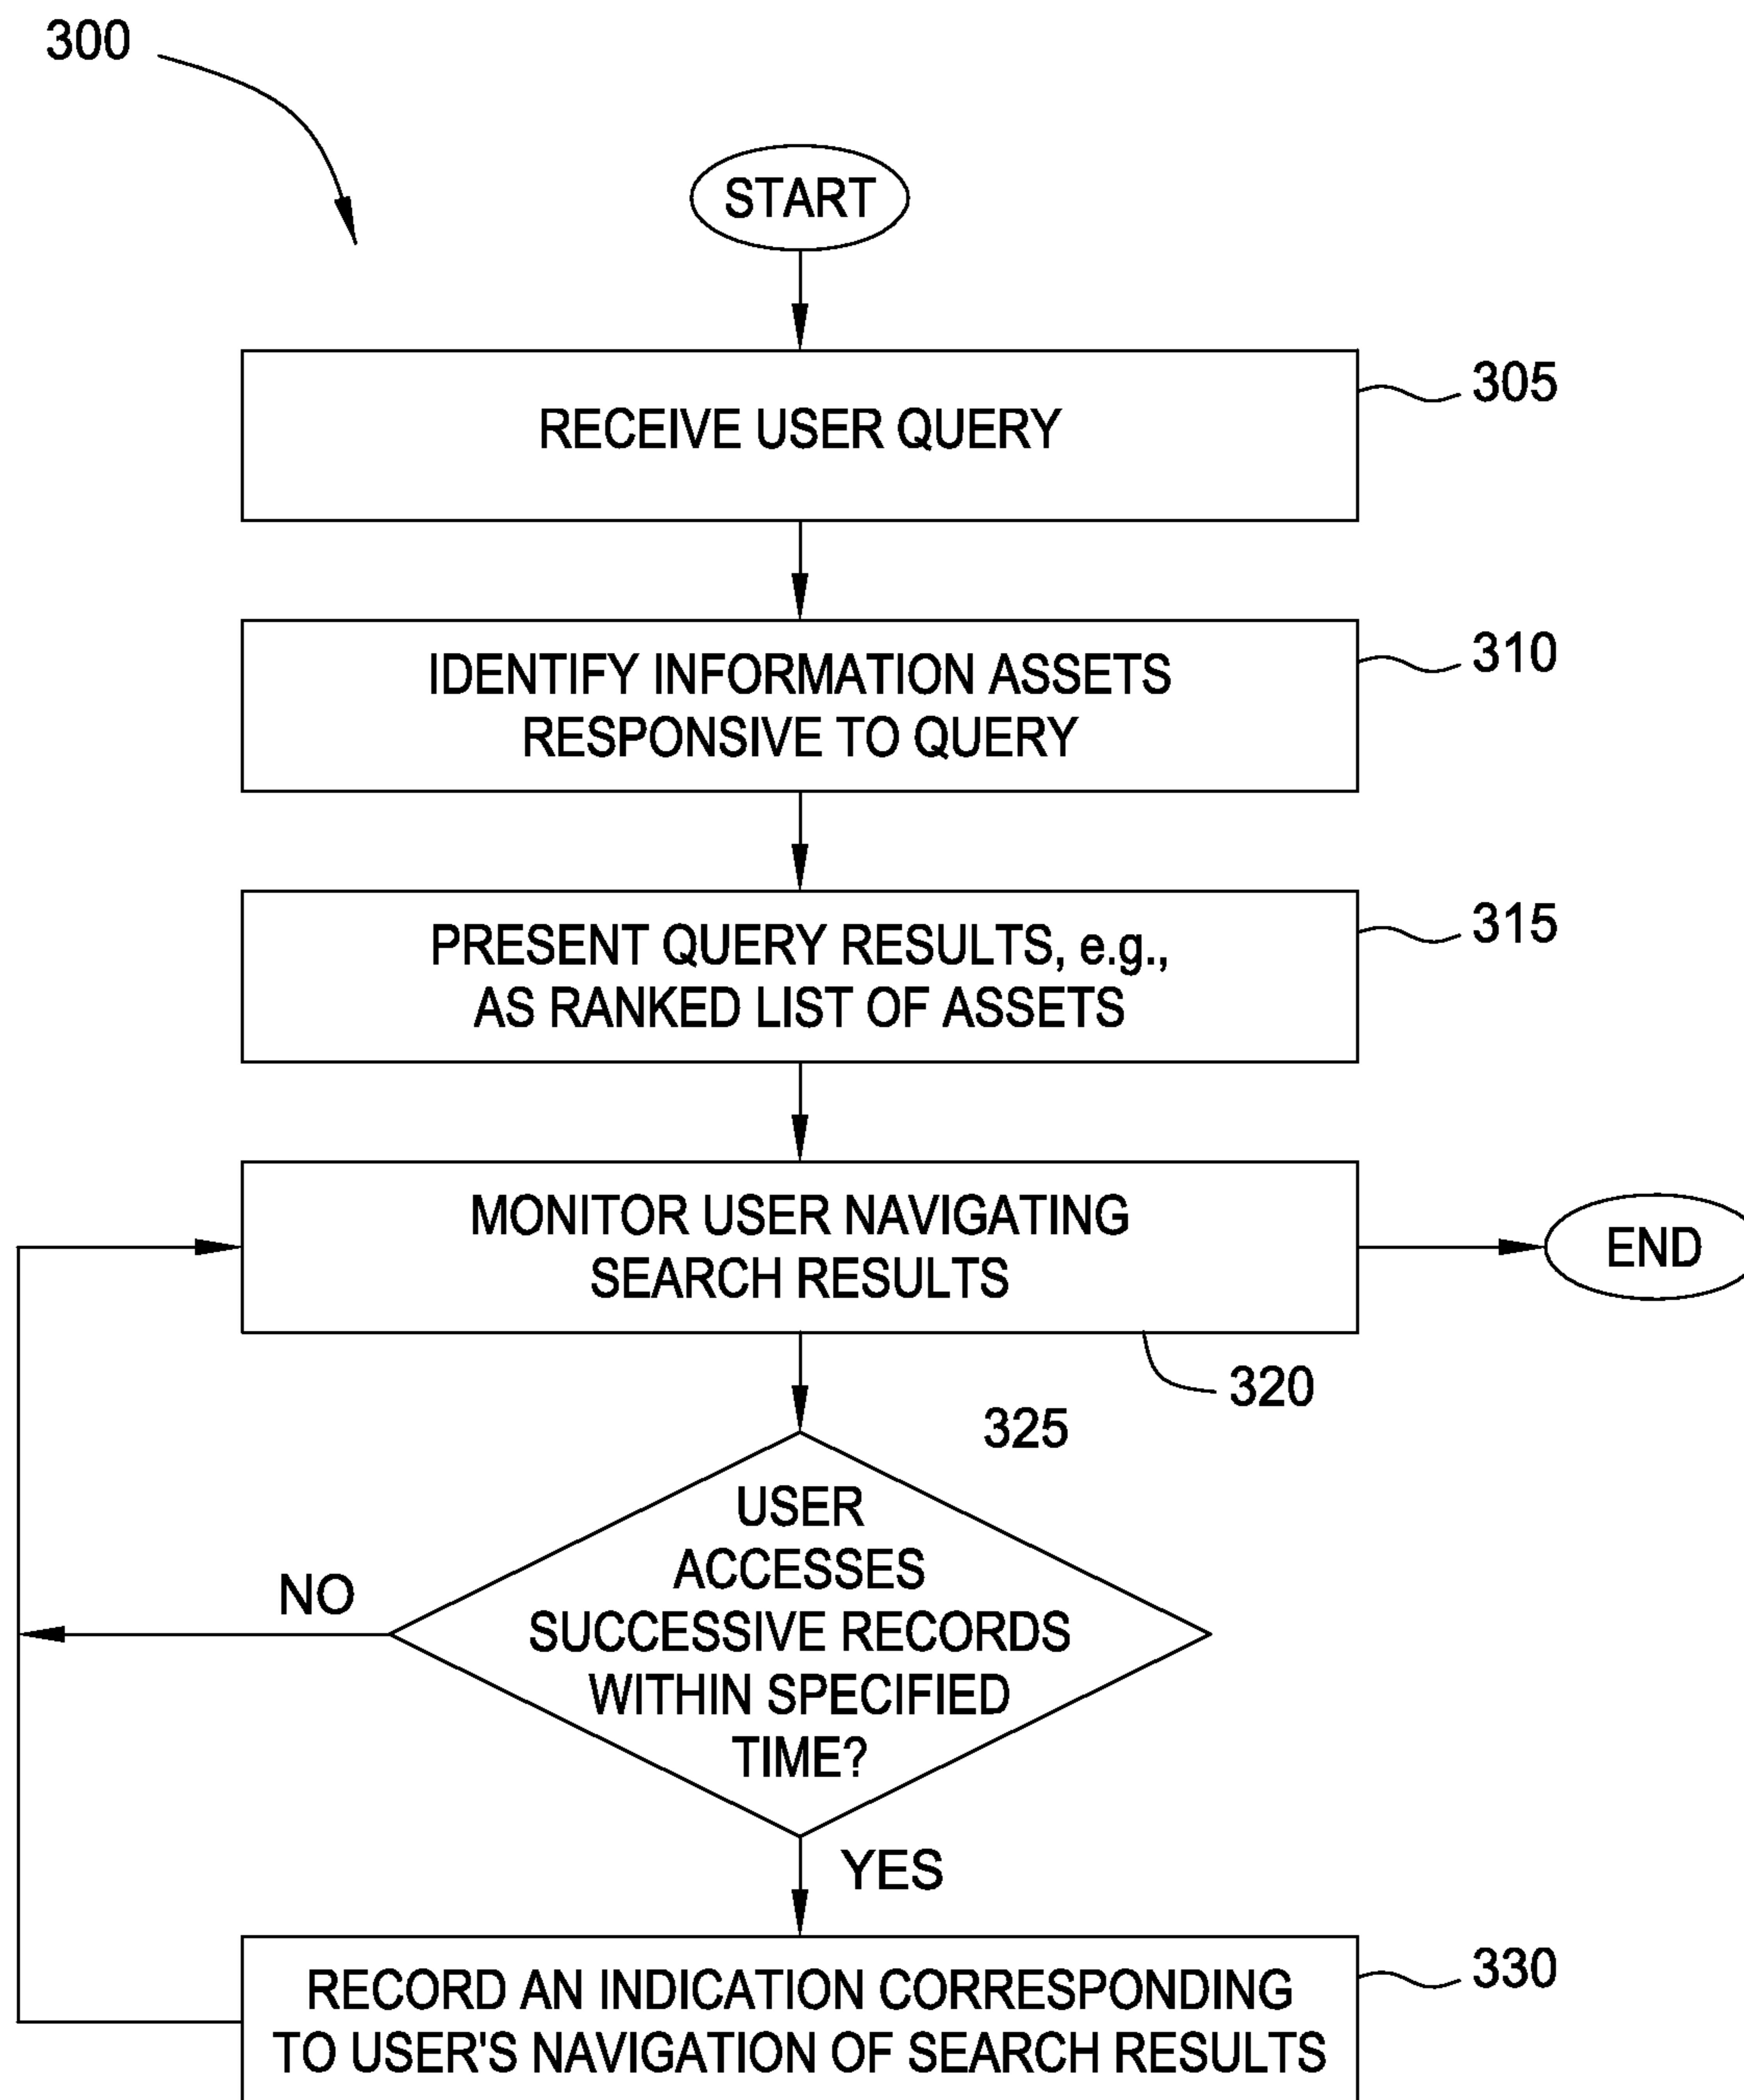 300
START
RECEIVE USER QUERY
305
IDENTIFY INFORMATION ASSETS
RESPONSIVE TO QUERY
310
PRESENT QUERY RESULTS, e.g.,
AS RANKED LIST OF ASSETS
315
MONITOR USER NAVIGATING
SEARCH RESULTS
END
320
325
USER
ACCESSES
SUCCESSIVE RECORDS
WITHIN SPECIFIED
TIME?
NO
YES
RECORD AN INDICATION CORRESPONDING
TO USER'S NAVIGATION OF SEARCH RESULTS
330